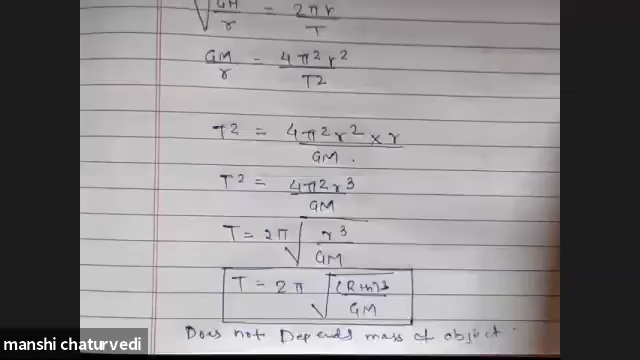 √GM/r = 2πr/T
GM/r = 4π²r²/T2
T2 = 4π²r² × r/GM.
T2 = 4π²r³/GM
T = 2π √r3/GM
T = 2π √(R+h)3/GM
Does not Depends mass of object
manshi chaturvedi